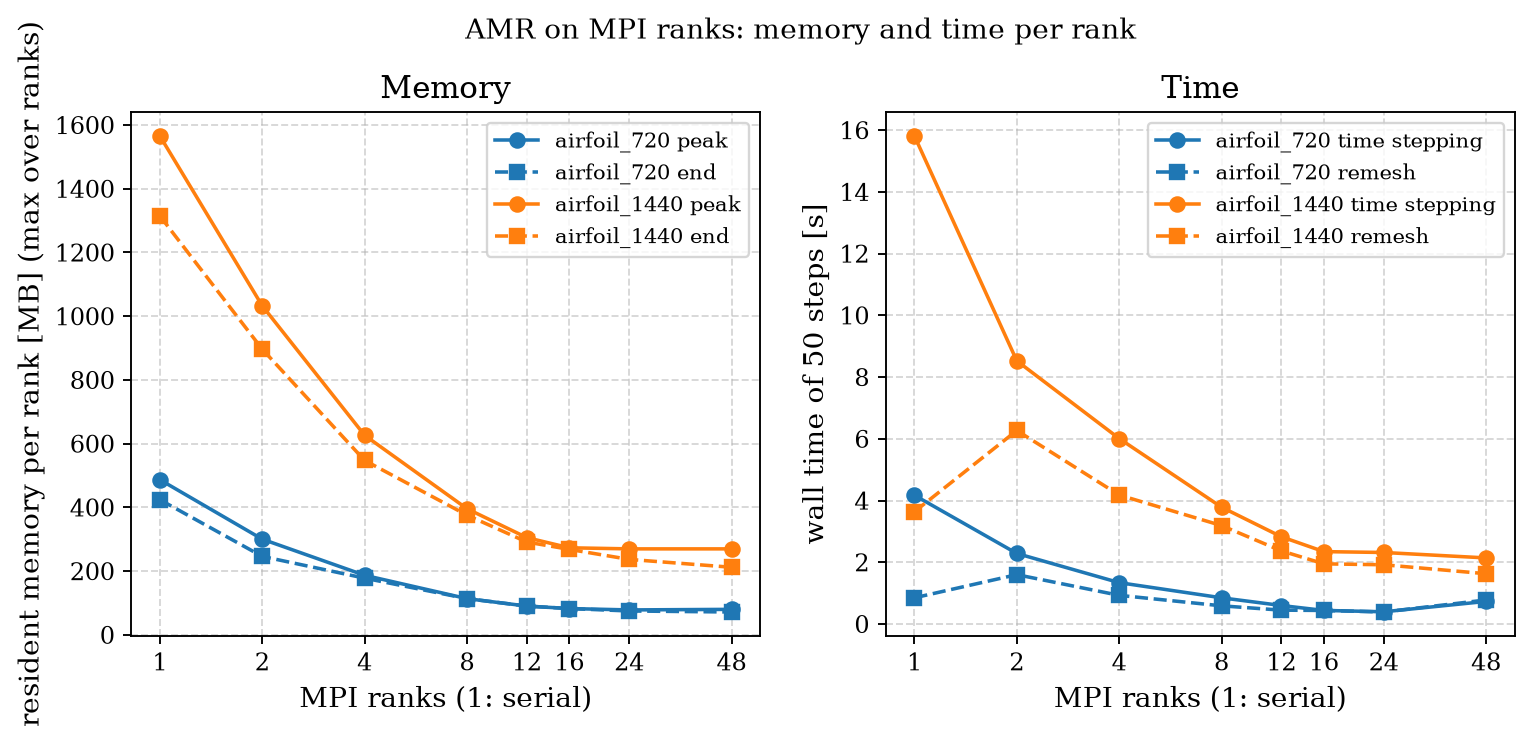 AMR on MPI ranks: memory and time per rank
Memory
resident memory per rank [MB] (max over ranks)
1600
1400
1200
1000
800
600
400
200
0
airfoil_720 peak
airfoil_720 end
airfoil_1440 peak
airfoil_1440 end
1 2 4 8 12 16 24 48
MPI ranks (1: serial)
Time
wall time of 50 steps [s]
16
14
12
10
8
6
4
2
0
airfoil_720 time stepping
airfoil_720 remesh
airfoil_1440 time stepping
airfoil_1440 remesh
1 2 4 8 12 16 24 48
MPI ranks (1: serial)